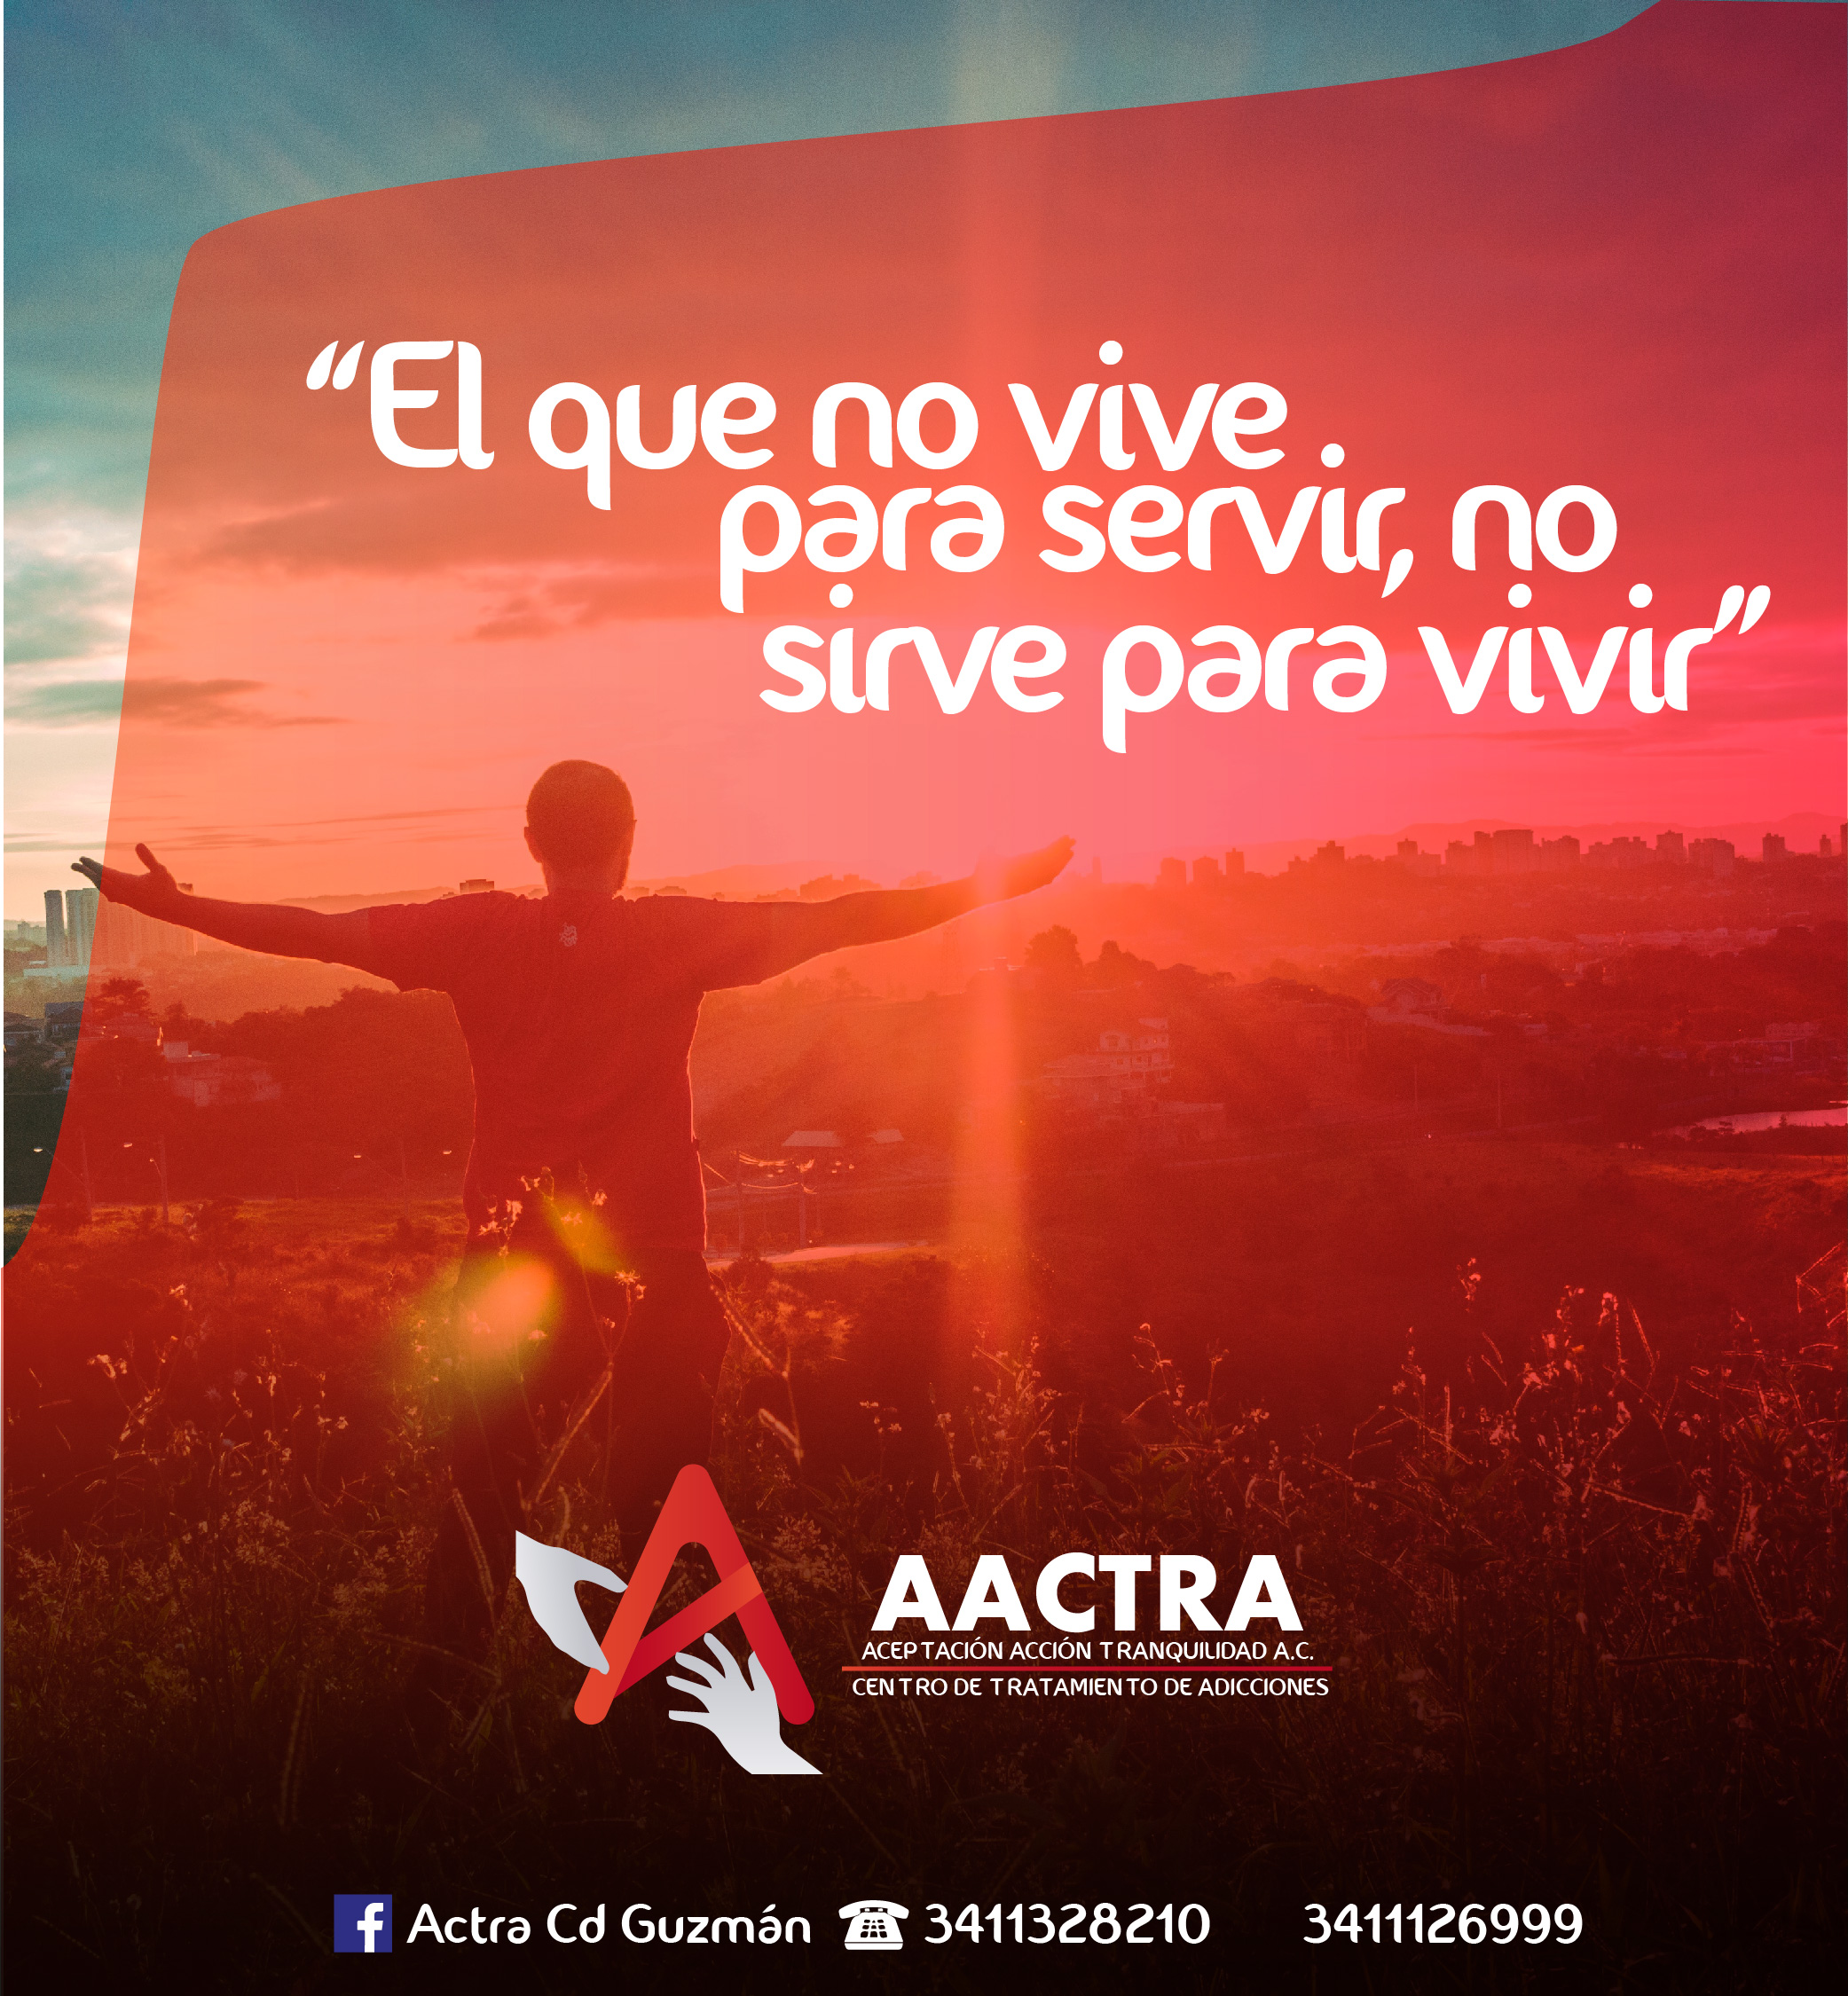 “El que no vive
para servir, no
sirve para vivir”
AACTRA
ACEPTACIÓN ACCIÓN TRANQUILIDAD A.C.
CENTRO DE TRATAMIENTO DE ADICCIONES
f Actra Cd Guzmán 3411328210 3411126999